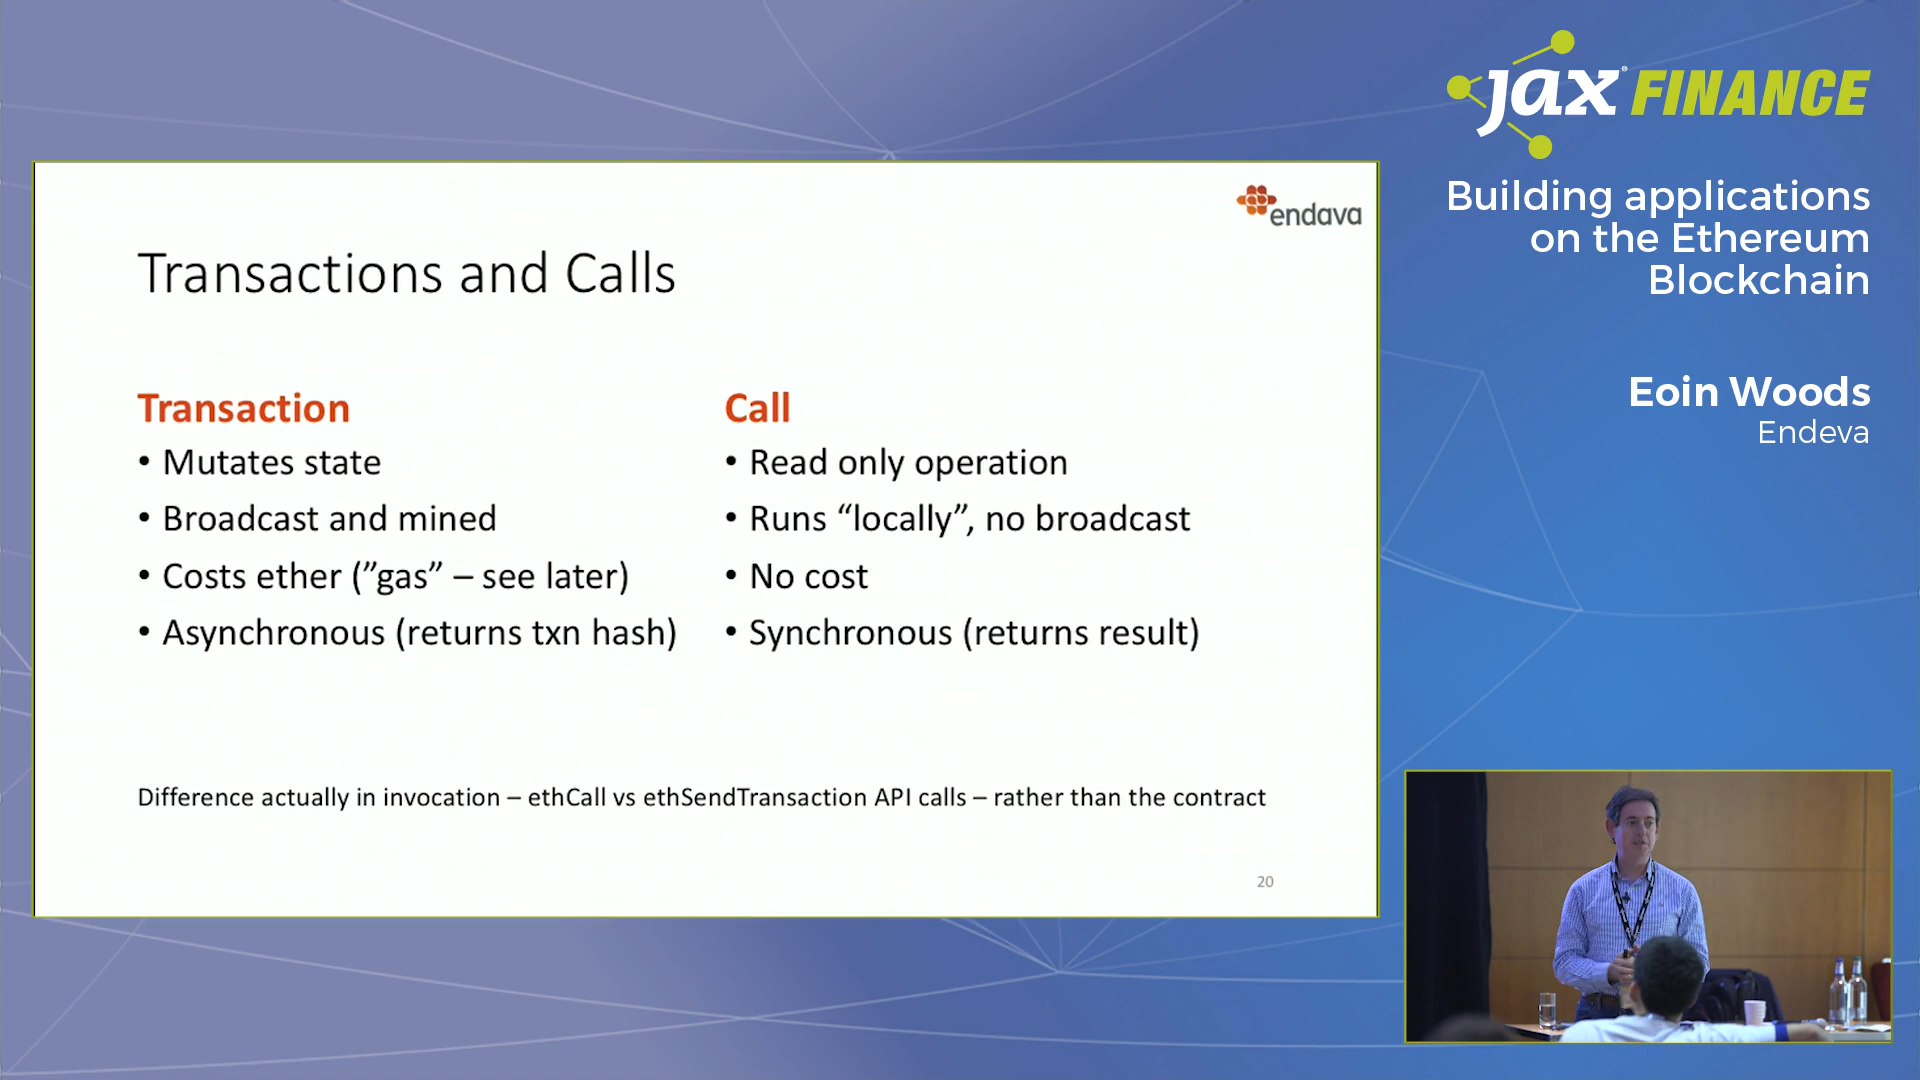 jax FINANCE
Building applications
on the Ethereum
Blockchain
Eoin Woods
Endeva
endava
Transactions and Calls
Transaction
• Mutates state
• Broadcast and mined
• Costs ether (”gas” – see later)
• Asynchronous (returns txn hash)
Call
• Read only operation
• Runs “locally”, no broadcast
• No cost
• Synchronous (returns result)
Difference actually in invocation – ethCall vs ethSendTransaction API calls – rather than the contract
20